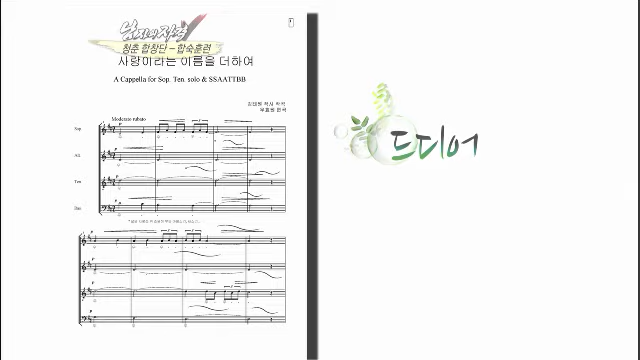 남자의 자격
청춘 합창단 - 합숙훈련
사랑이라는 이름을 더하여
A Cappella for Sop. Ten. solo & SSAATTBB
Moderato rubato
Sop
Alt
Ten
Bas
드디어